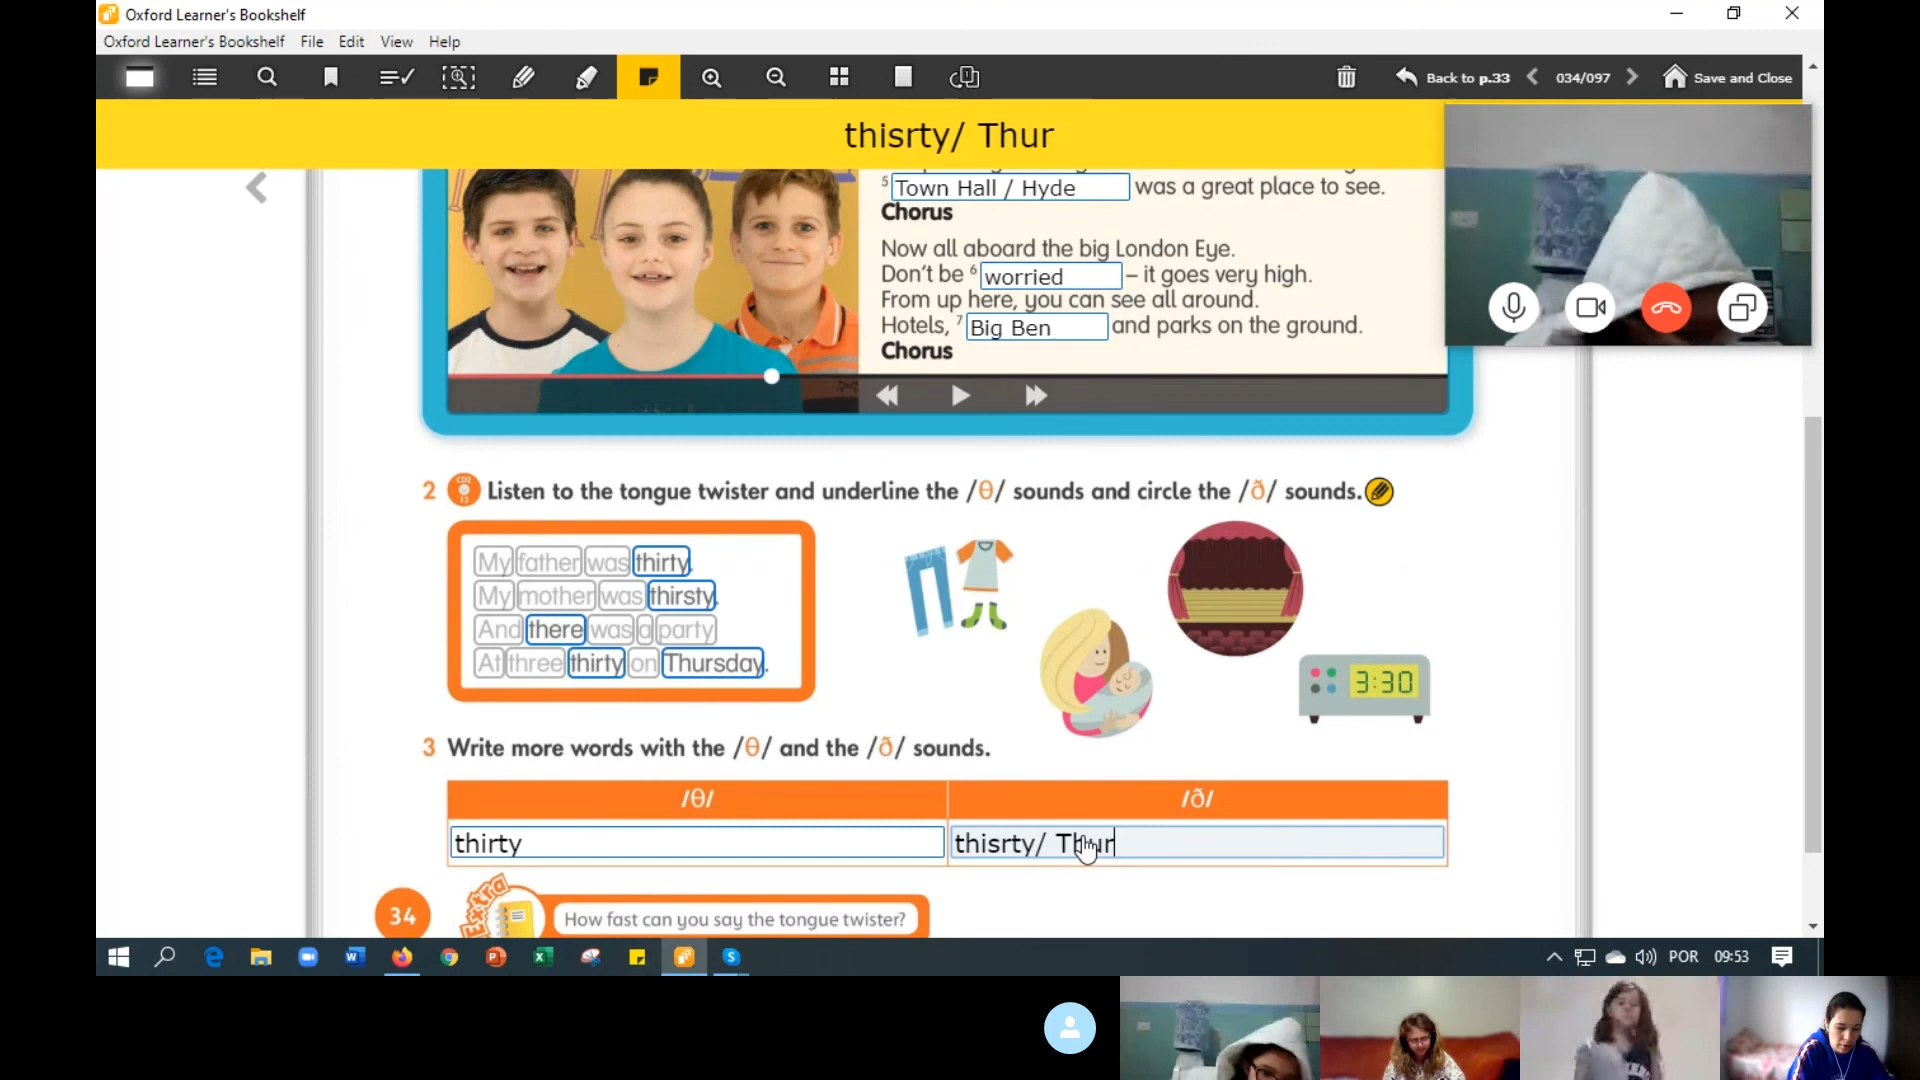 Oxford Learner's Bookshelf
Oxford Learner's Bookshelf File Edit View Help
Back to p.33 034/097 Save and Close
thisrty/ Thur
5 Town Hall / Hyde was a great place to see.
Chorus
Now all aboard the big London Eye.
Don't be 6 worried – it goes very high.
From up here, you can see all around.
Hotels, 7 Big Ben and parks on the ground.
Chorus
2 Listen to the tongue twister and underline the /θ/ sounds and circle the /ð/ sounds.
My father was thirty.
My mother was thirsty.
And there was a party
At three thirty on Thursday.
3:30
3 Write more words with the /θ/ and the /ð/ sounds.
/θ/ /ð/
thirty thisrty/ Thur
34 Extra How fast can you say the tongue twister?
POR 09:53